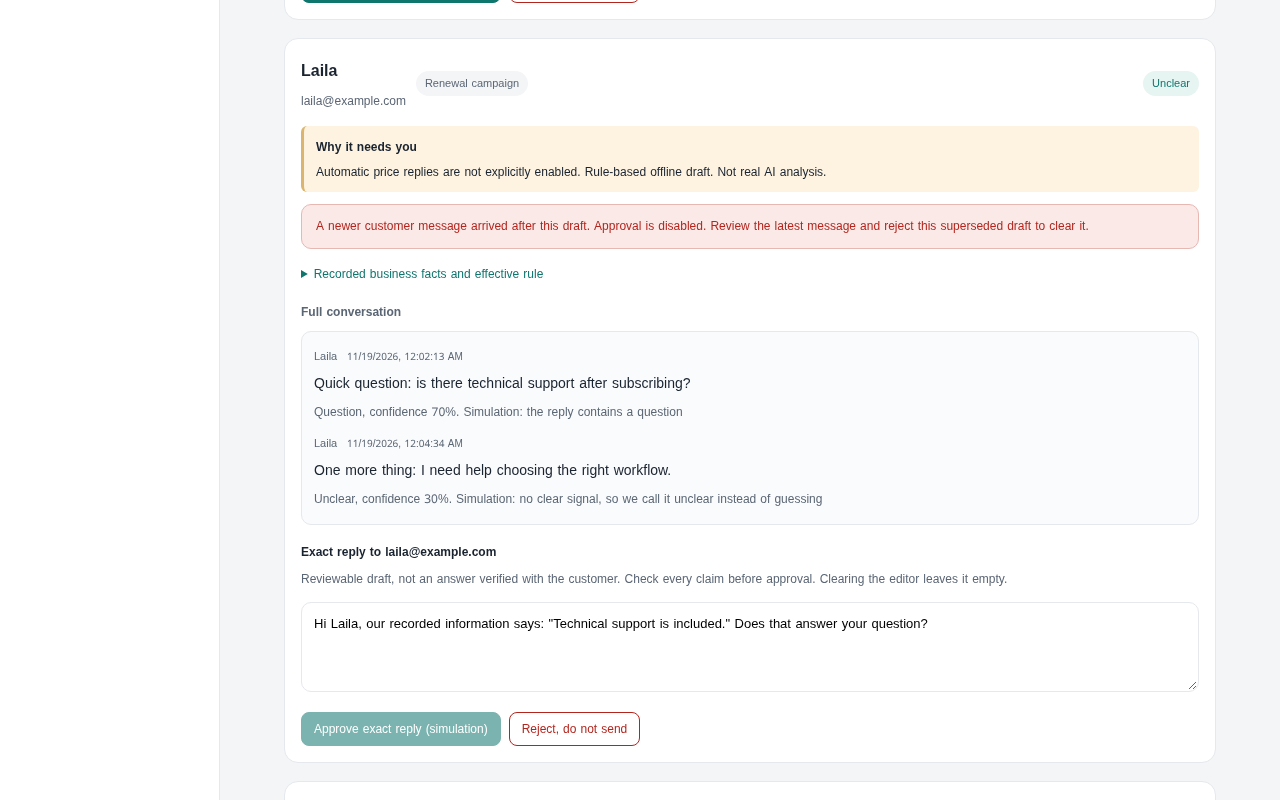 Laila
laila@example.com
Renewal campaign
Unclear
Why it needs you
Automatic price replies are not explicitly enabled. Rule-based offline draft. Not real AI analysis.
A newer customer message arrived after this draft. Approval is disabled. Review the latest message and reject this superseded draft to clear it.
Recorded business facts and effective rule
Full conversation
Laila 11/19/2026, 12:02:13 AM
Quick question: is there technical support after subscribing?
Question, confidence 70%. Simulation: the reply contains a question
Laila 11/19/2026, 12:04:34 AM
One more thing: I need help choosing the right workflow.
Unclear, confidence 30%. Simulation: no clear signal, so we call it unclear instead of guessing
Exact reply to laila@example.com
Reviewable draft, not an answer verified with the customer. Check every claim before approval. Clearing the editor leaves it empty.
Hi Laila, our recorded information says: "Technical support is included." Does that answer your question?
Approve exact reply (simulation)
Reject, do not send